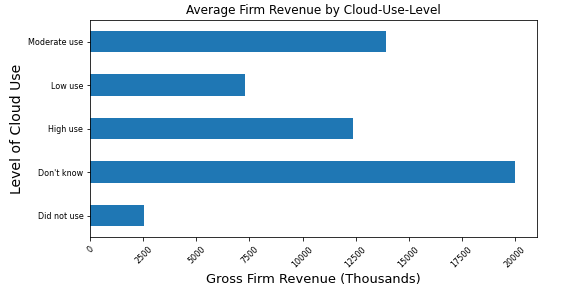 Average Firm Revenue by Cloud-Use-Level
Level of Cloud Use
Moderate use
Low use
High use
Don't know
Did not use
0
2500
5000
7500
10000
12500
15000
17500
20000
Gross Firm Revenue (Thousands)